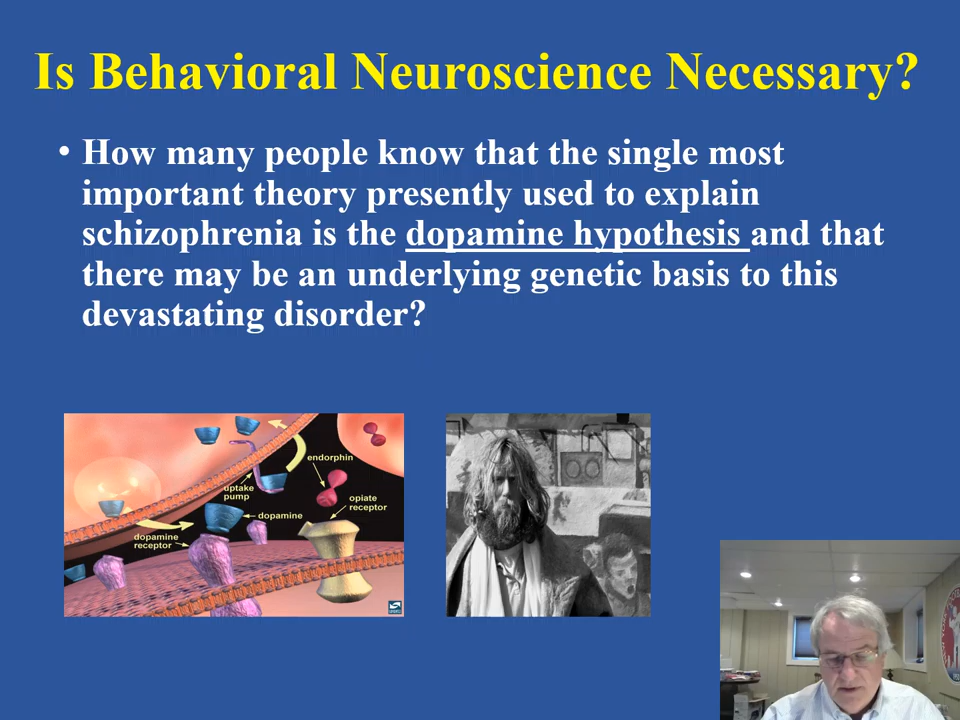 Is Behavioral Neuroscience Necessary?
• How many people know that the single most
important theory presently used to explain
schizophrenia is the dopamine hypothesis and that
there may be an underlying genetic basis to this
devastating disorder?
endorphin
uptake
pump
opiate
receptor
dopamine
dopamine
receptor